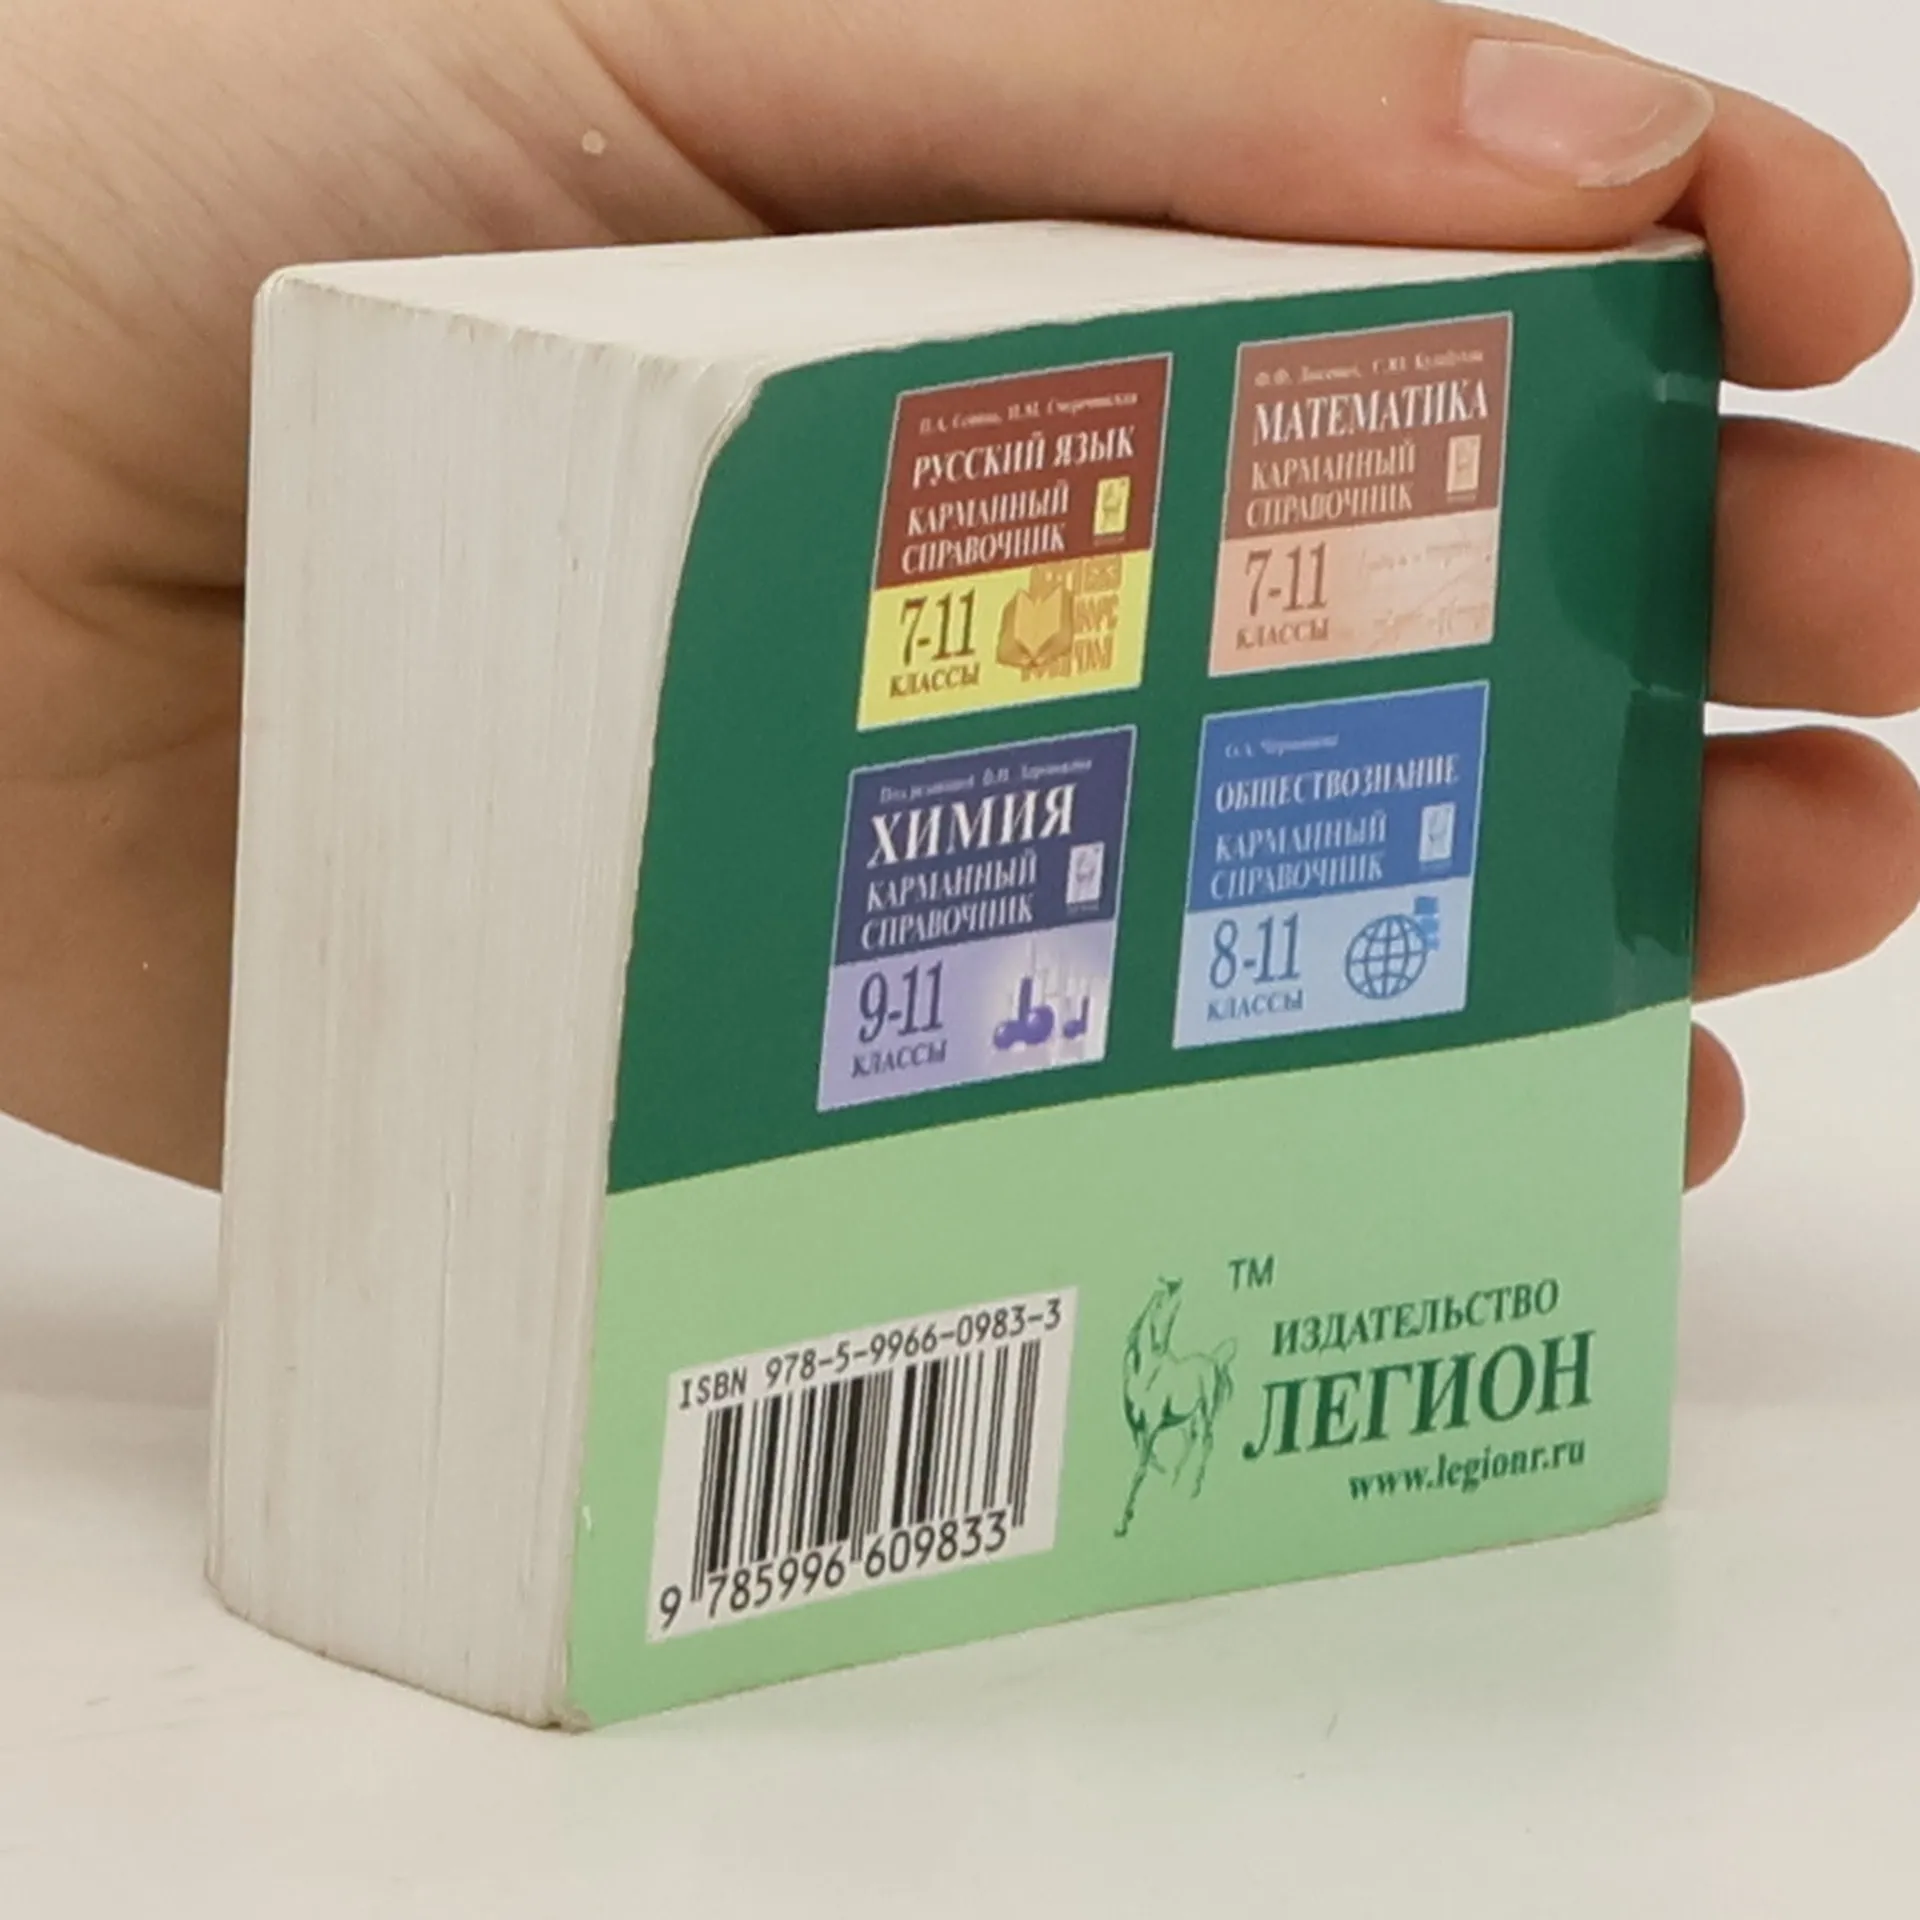 РУССКИЙ ЯЗЫК
КАРМАННЫЙ
СПРАВОЧНИК
7-11
КЛАССЫ
МАТЕМАТИКА
КАРМАННЫЙ
СПРАВОЧНИК
7-11
КЛАССЫ
Под редакцией
ХИМИЯ
КАРМАННЫЙ
СПРАВОЧНИК
9-11
КЛАССЫ
ОБЩЕСТВОЗНАНИЕ
КАРМАННЫЙ
СПРАВОЧНИК
8-11
КЛАССЫ
ISBN 978-5-9966-0983-3
9 785996 609833
TM
ИЗДАТЕЛЬСТВО
ЛЕГИОН
www.legionr.ru